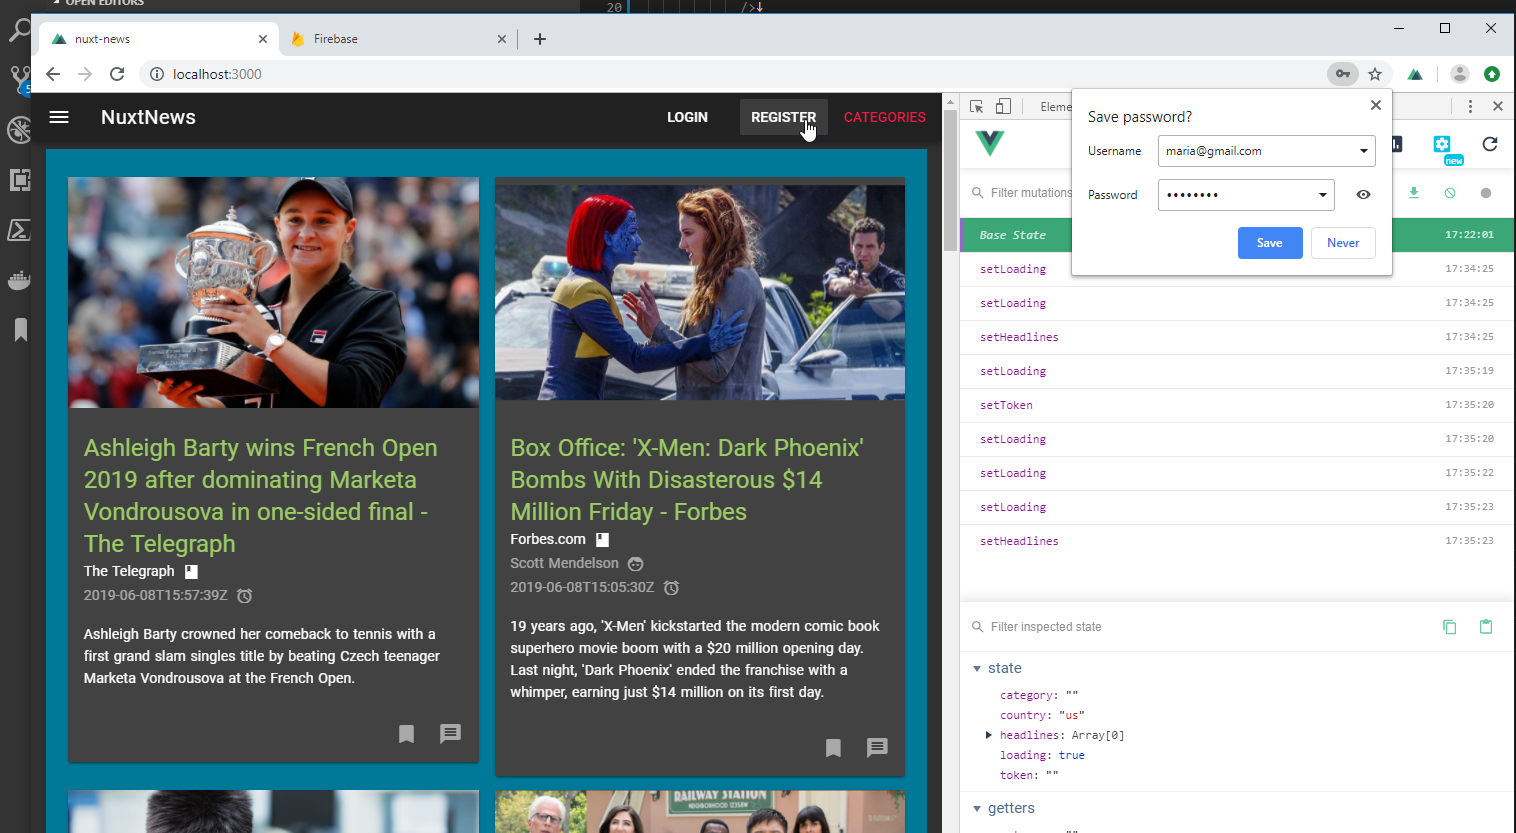 OPEN EDITORS
20
/>↓
nuxt-news
Firebase
localhost:3000
5
NuxtNews
LOGIN
REGISTER
CATEGORIES
Save password?
Username
maria@gmail.com
Password
••••••••
Save
Never
Eleme
new
Filter mutations
Base State 17:22:01
setLoading 17:34:25
setLoading 17:34:25
setHeadlines 17:34:25
setLoading 17:35:19
setToken 17:35:20
setLoading 17:35:20
setLoading 17:35:22
setLoading 17:35:23
setHeadlines 17:35:23
Filter inspected state
state
category: ""
country: "us"
headlines: Array[0]
loading: true
token: ""
getters
Ashleigh Barty wins French Open
2019 after dominating Marketa
Vondrousova in one-sided final -
The Telegraph
The Telegraph
2019-06-08T15:57:39Z
Ashleigh Barty crowned her comeback to tennis with a
first grand slam singles title by beating Czech teenager
Marketa Vondrousova at the French Open.
Box Office: 'X-Men: Dark Phoenix'
Bombs With Disasterous $14
Million Friday - Forbes
Forbes.com
Scott Mendelson
2019-06-08T15:05:30Z
19 years ago, 'X-Men' kickstarted the modern comic book
superhero movie boom with a $20 million opening day.
Last night, 'Dark Phoenix' ended the franchise with a
whimper, earning just $14 million on its first day.
RAILWAY STATION